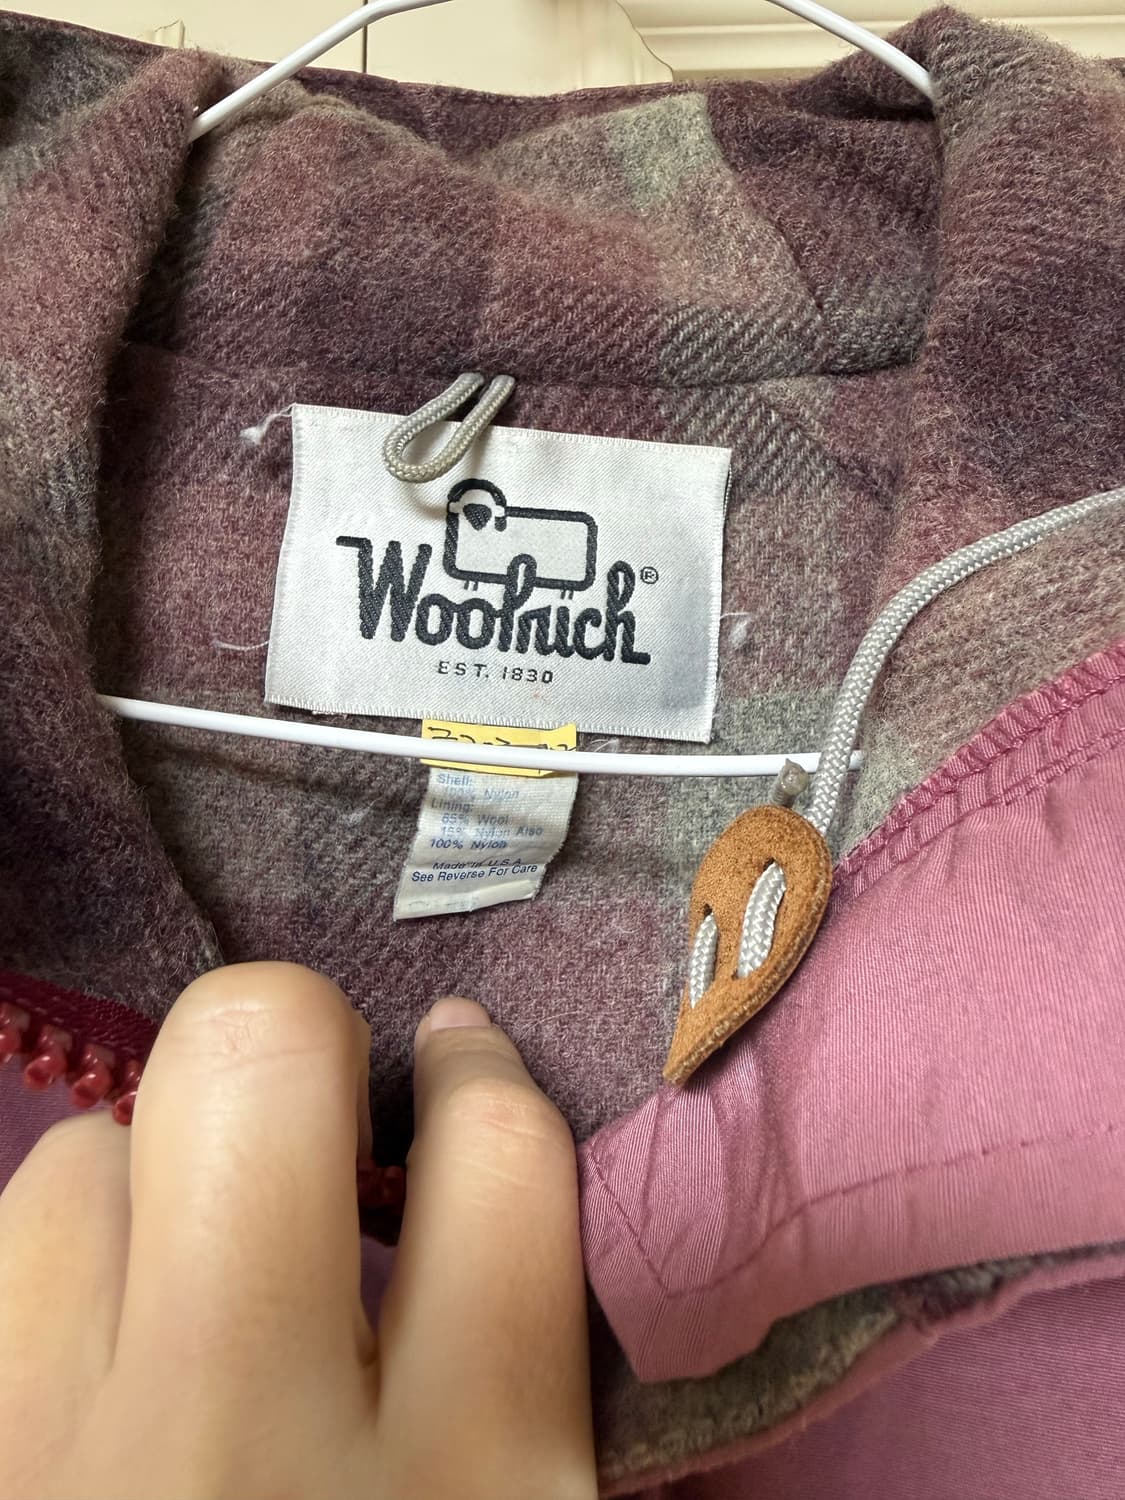 Woolrich®
EST. 1830
Shell:
100% Nylon
Lining:
85% Wool
15% Nylon Also
100% Nylon
Made in U.S.A.
See Reverse For Care